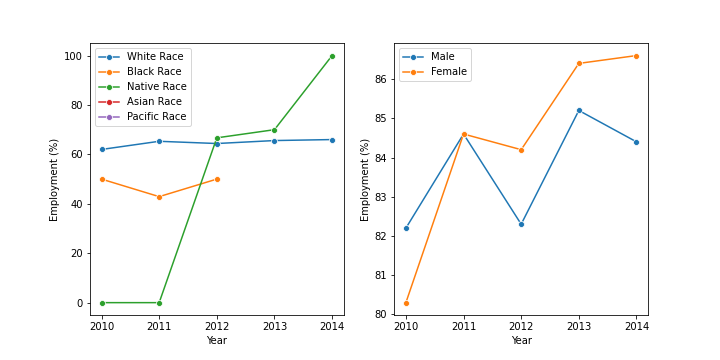 100
80
60
40
20
0
Employment (%)
White Race
Black Race
Native Race
Asian Race
Pacific Race
2010 2011 2012 2013 2014
Year
86
85
84
83
82
81
80
Employment (%)
Male
Female
2010 2011 2012 2013 2014
Year